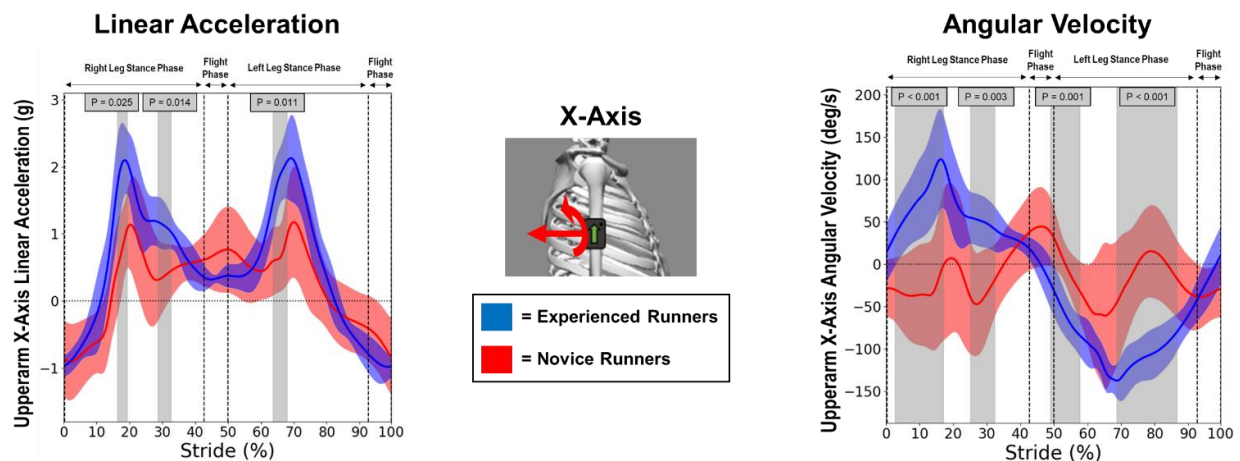 Linear Acceleration
Right Leg Stance Phase
Flight
Phase
Left Leg Stance Phase
Flight
Phase
P = 0.025
P = 0.014
P = 0.011
Upperarm X-Axis Linear Acceleration (g)
3
2
1
0
−1
0 10 20 30 40 50 60 70 80 90 100
Stride (%)
X-Axis
= Experienced Runners
= Novice Runners
Angular Velocity
Right Leg Stance Phase
Flight
Phase
Left Leg Stance Phase
Flight
Phase
P < 0.001
P = 0.003
P = 0.001
P < 0.001
Upperarm X-Axis Angular Velocity (deg/s)
200
150
100
50
0
−50
−100
−150
0 10 20 30 40 50 60 70 80 90 100
Stride (%)